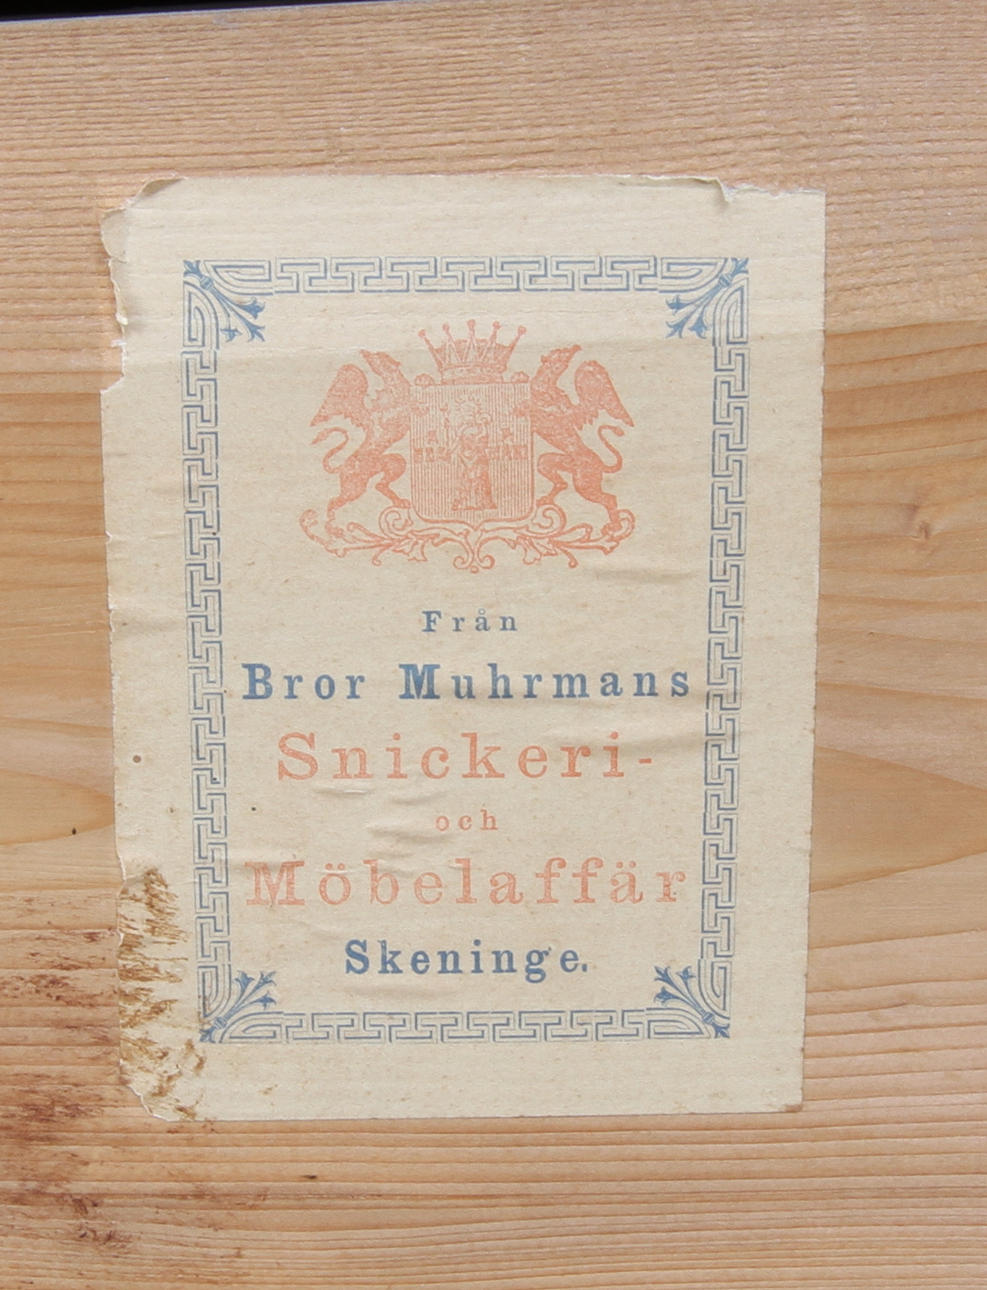 Från
Bror Muhrmans
Snickeri-
och
Möbelaffär
Skeninge.